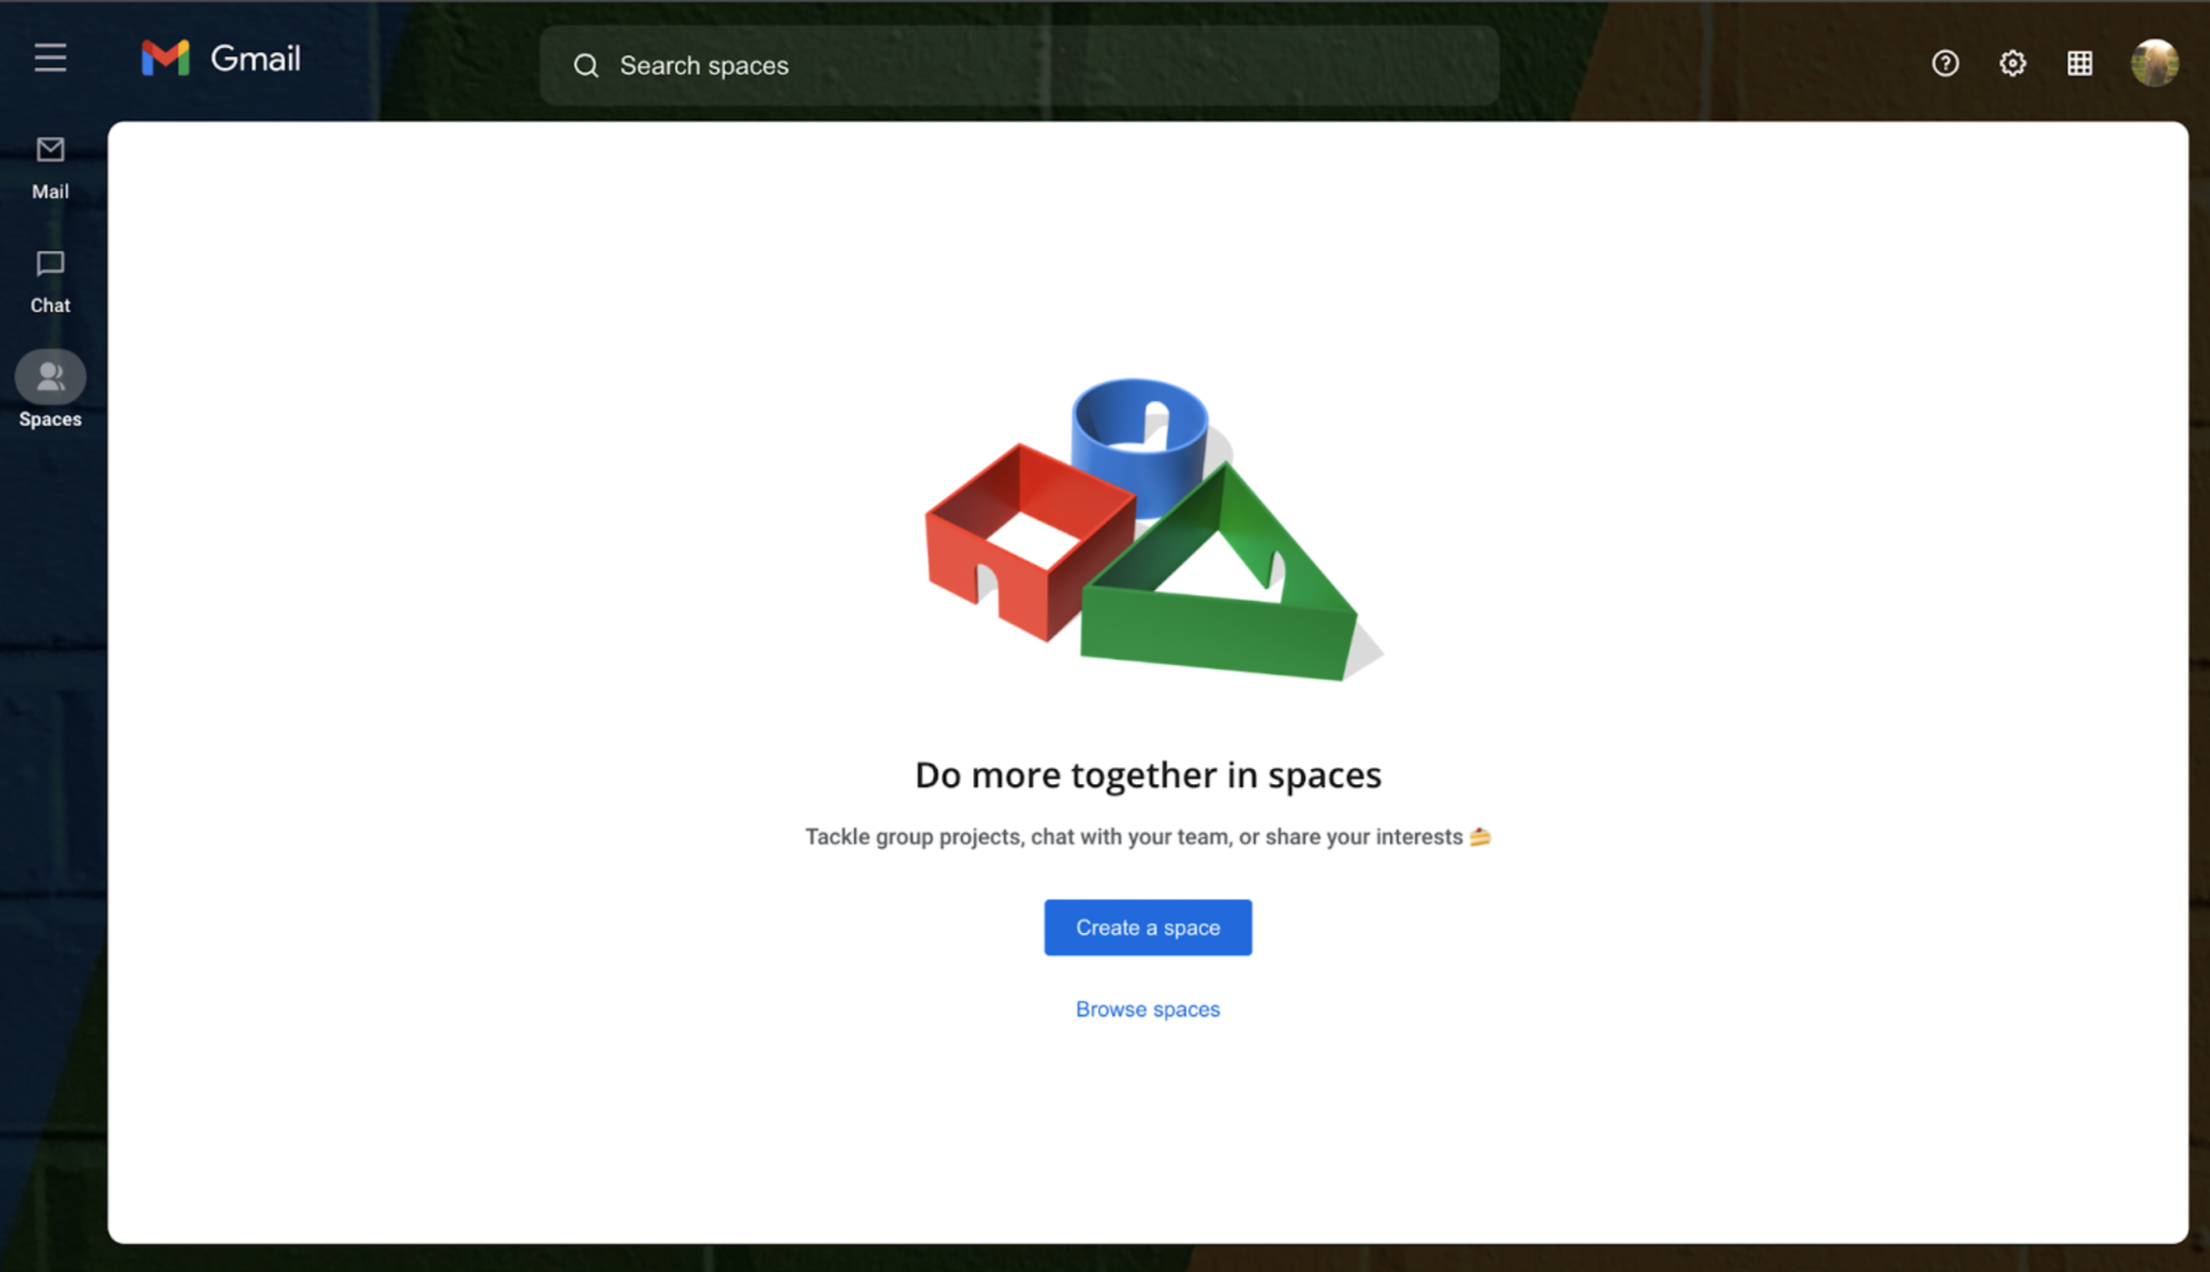 Gmail
Search spaces
Mail
Chat
Spaces
Do more together in spaces
Tackle group projects, chat with your team, or share your interests 🍰
Create a space
Browse spaces